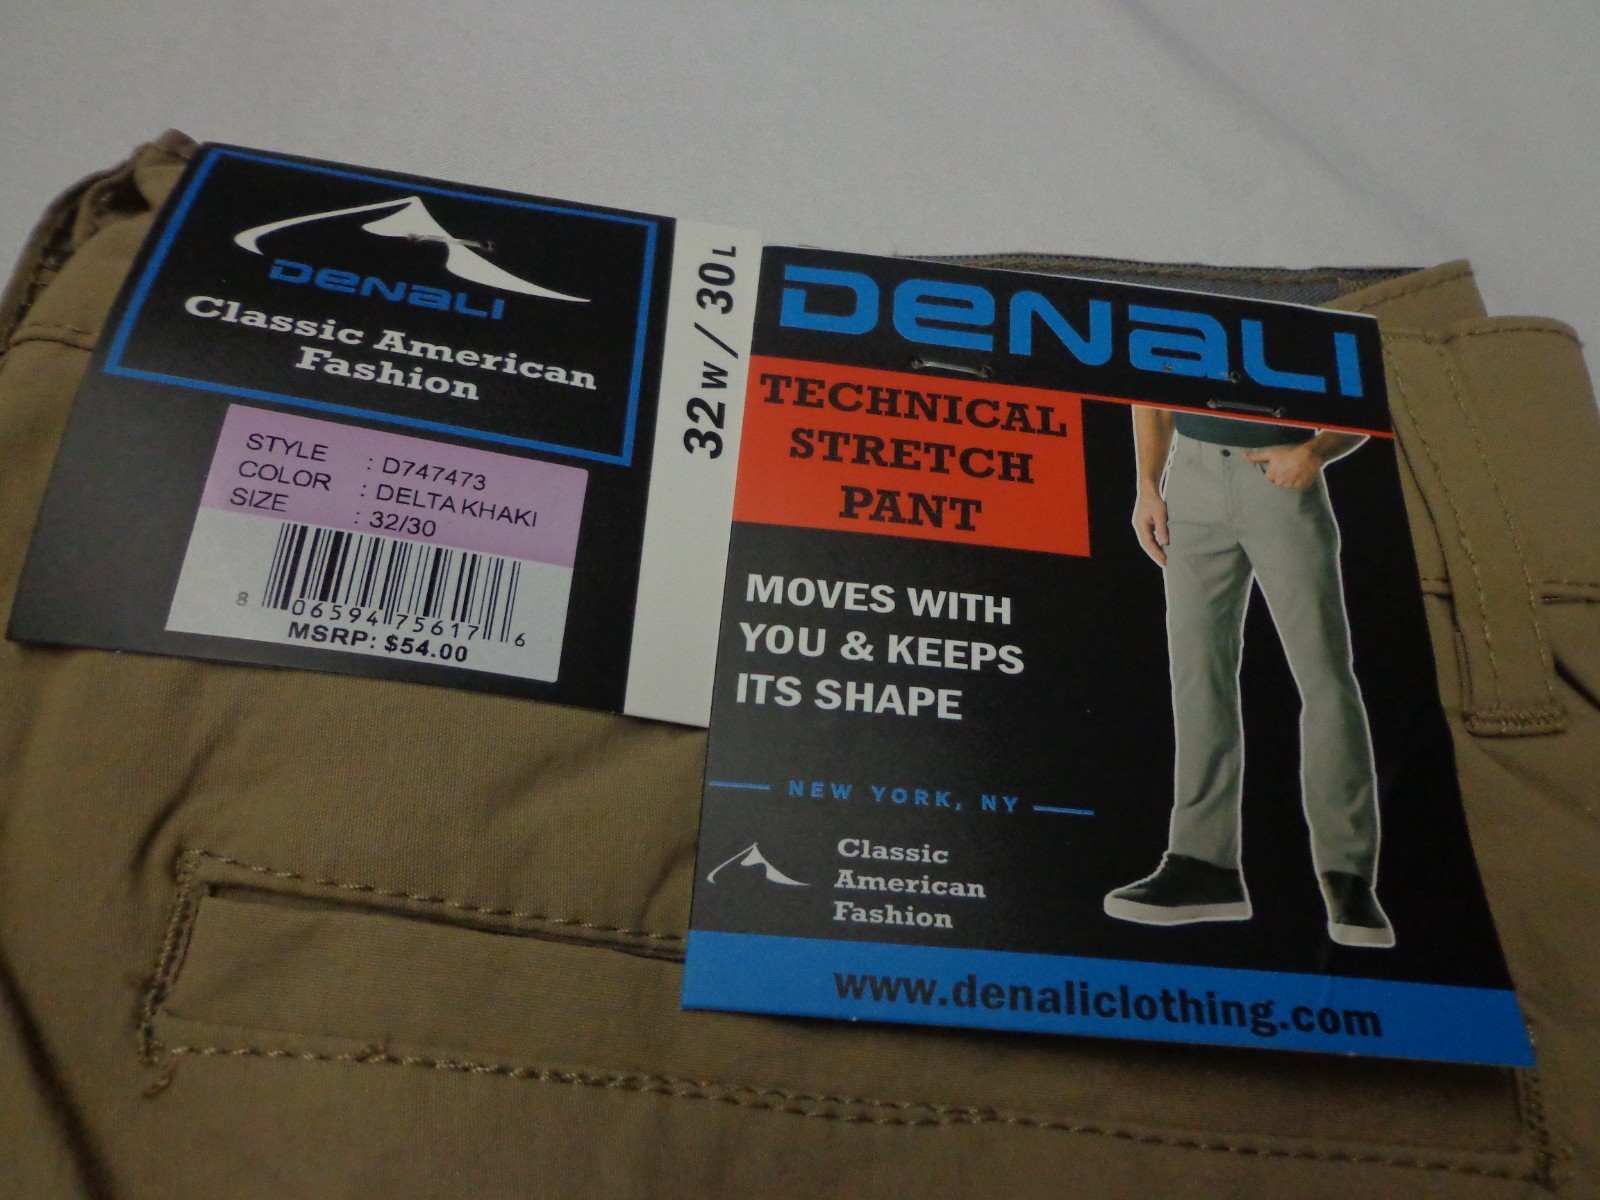 DENALI
Classic American
Fashion
STYLE : D747473
COLOR : DELTA KHAKI
SIZE : 32/30
8 06594 75617 6
MSRP: $54.00
32W / 30L
DENALI
TECHNICAL
STRETCH
PANT
MOVES WITH
YOU & KEEPS
ITS SHAPE
NEW YORK, NY
Classic
American
Fashion
www.denaliclothing.com